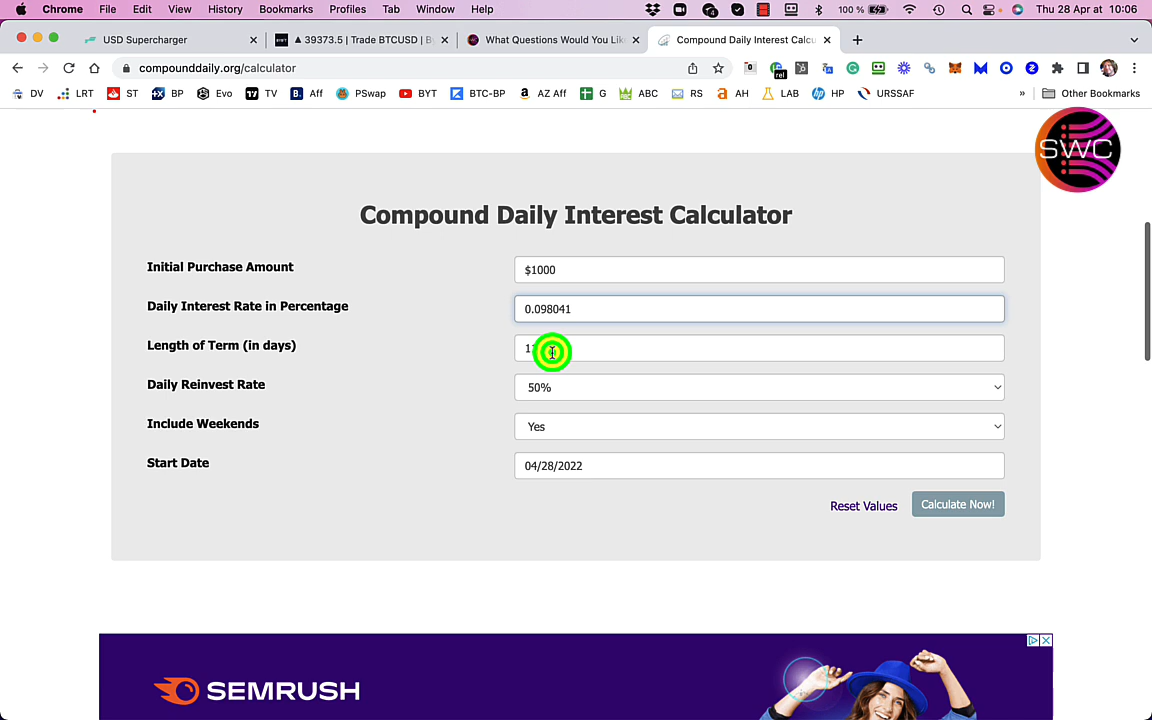 Chrome File Edit View History Bookmarks Profiles Tab Window Help 4 100 % Thu 28 Apr at 10:06
USD Supercharger ▲ 39373.5 | Trade BTCUSD | B What Questions Would You Lik Compound Daily Interest Calcu
compounddaily.org/calculator
DV LRT ST BP Evo TV Aff PSwap BYT BTC-BP AZ Aff G ABC RS AH LAB HP URSSAF » Other Bookmarks
SWC
Compound Daily Interest Calculator
Initial Purchase Amount $1000
Daily Interest Rate in Percentage 0.098041
Length of Term (in days)
Daily Reinvest Rate 50%
Include Weekends Yes
Start Date 04/28/2022
Reset Values Calculate Now!
SEMRUSH